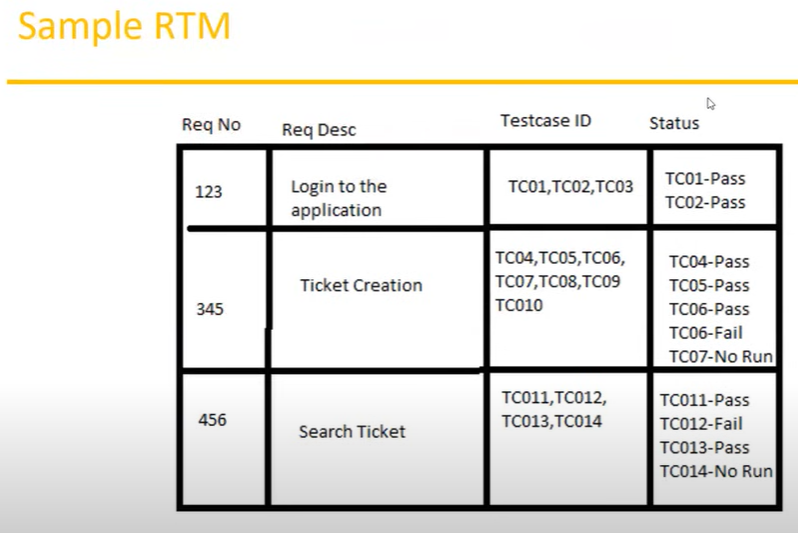 Sample RTM
Req No Req Desc Testcase ID Status
123
Login to the
application
TC01,TC02,TC03
TC01-Pass
TC02-Pass
345
Ticket Creation
TC04,TC05,TC06,
TC07,TC08,TC09
TC010
TC04-Pass
TC05-Pass
TC06-Pass
TC06-Fail
TC07-No Run
456
Search Ticket
TC011,TC012,
TC013,TC014
TC011-Pass
TC012-Fail
TC013-Pass
TC014-No Run